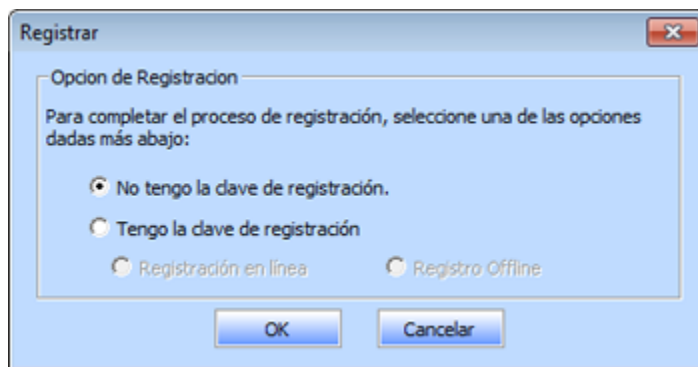 Registrar
Opcion de Registracion
Para completar el proceso de registración, seleccione una de las opciones
dadas más abajo:
No tengo la clave de registración.
Tengo la clave de registración
Registración en línea Registro Offline
OK Cancelar